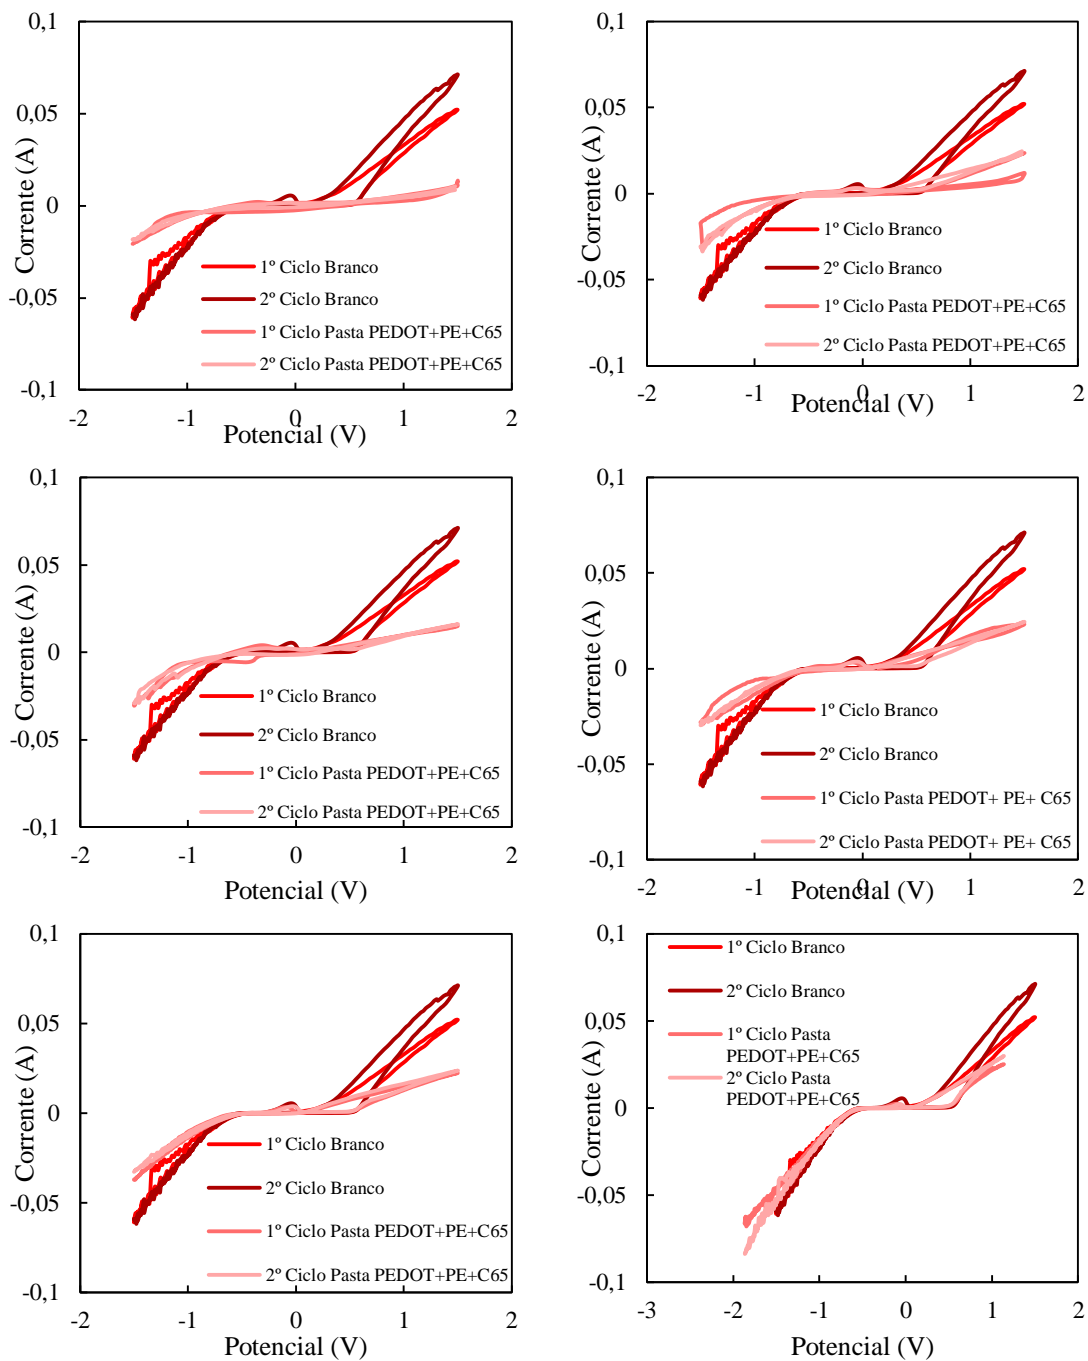 0,1
0,05
0
-0,05
-0,1
Corrente (A)
1º Ciclo Branco
2º Ciclo Branco
1º Ciclo Pasta PEDOT+PE+C65
2º Ciclo Pasta PEDOT+PE+C65
-2 -1 0 1 2
Potencial (V)
0,1
0,05
0
-0,05
-0,1
Corrente (A)
1º Ciclo Branco
2º Ciclo Branco
1º Ciclo Pasta PEDOT+PE+C65
2º Ciclo Pasta PEDOT+PE+C65
-2 -1 0 1 2
Potencial (V)
0,1
0,05
0
-0,05
-0,1
Corrente (A)
1º Ciclo Branco
2º Ciclo Branco
1º Ciclo Pasta PEDOT+PE+C65
2º Ciclo Pasta PEDOT+PE+C65
-2 -1 0 1 2
Potencial (V)
0,1
0,05
0
-0,05
-0,1
Corrente (A)
1º Ciclo Branco
2º Ciclo Branco
1º Ciclo Pasta PEDOT+ PE+ C65
2º Ciclo Pasta PEDOT+ PE+ C65
-2 -1 0 1 2
Potencial (V)
0,1
0,05
0
-0,05
-0,1
Corrente (A)
1º Ciclo Branco
2º Ciclo Branco
1º Ciclo Pasta PEDOT+PE+C65
2º Ciclo Pasta PEDOT+PE+C65
-2 -1 0 1 2
Potencial (V)
0,1
0,05
0
-0,05
-0,1
Corrente (A)
1º Ciclo Branco
2º Ciclo Branco
1º Ciclo Pasta
PEDOT+PE+C65
2º Ciclo Pasta
PEDOT+PE+C65
-3 -2 -1 0 1 2
Potencial (V)